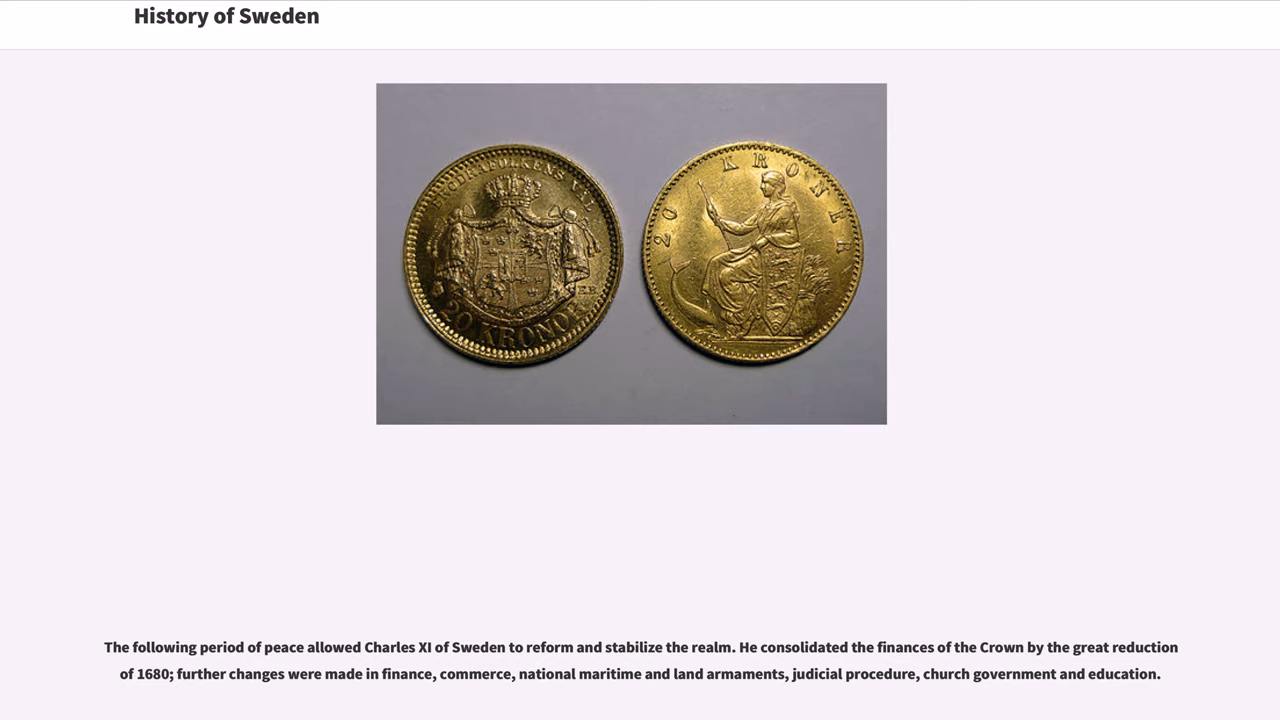 History of Sweden
BRODRAFOLKENS VÄL
20 KRONOR
E.B.
20 KRONER
The following period of peace allowed Charles XI of Sweden to reform and stabilize the realm. He consolidated the finances of the Crown by the great reduction
of 1680; further changes were made in finance, commerce, national maritime and land armaments, judicial procedure, church government and education.